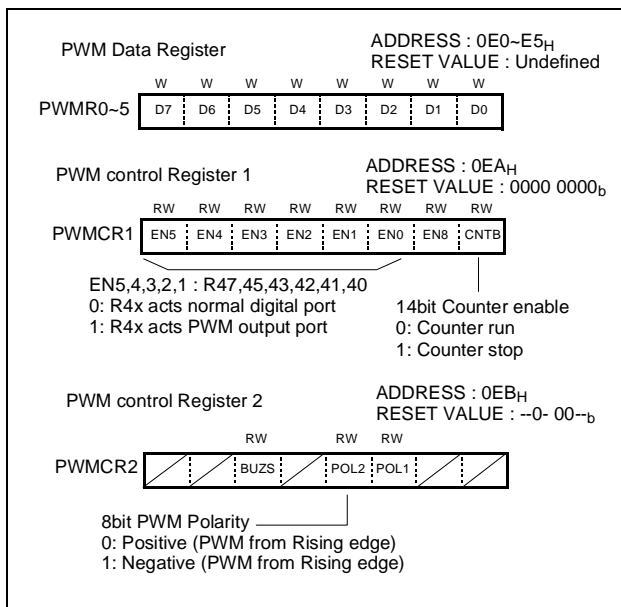 PWM Data Register
ADDRESS : 0E0~E5H
RESET VALUE : Undefined
W W W W W W W W
PWMR0~5 D7 D6 D5 D4 D3 D2 D1 D0
PWM control Register 1
ADDRESS : 0EAH
RESET VALUE : 0000 0000b
RW RW RW RW RW RW RW RW
PWMCR1 EN5 EN4 EN3 EN2 EN1 EN0 EN8 CNTB
EN5,4,3,2,1 : R47,45,43,42,41,40
0: R4x acts normal digital port
1: R4x acts PWM output port
14bit Counter enable
0: Counter run
1: Counter stop
PWM control Register 2
ADDRESS : 0EBH
RESET VALUE : --0- 00--b
RW RW RW
PWMCR2 BUZS POL2 POL1
8bit PWM Polarity
0: Positive (PWM from Rising edge)
1: Negative (PWM from Rising edge)